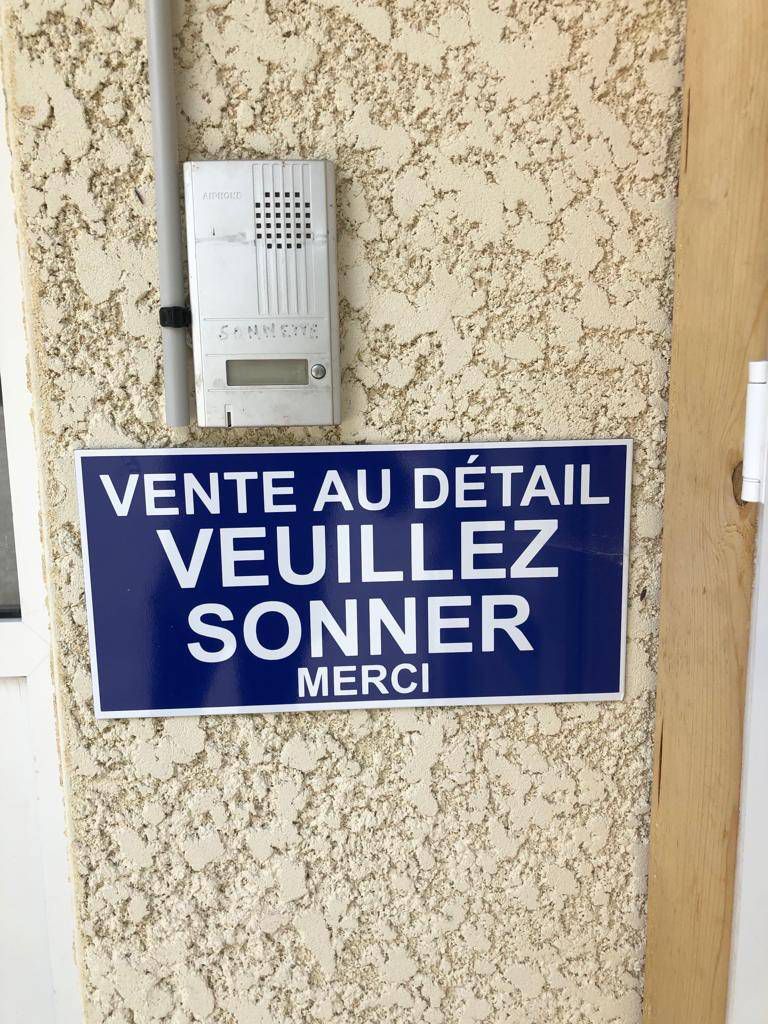 AIPHONE
SONNETTE
VENTE AU DÉTAIL
VEUILLEZ
SONNER
MERCI